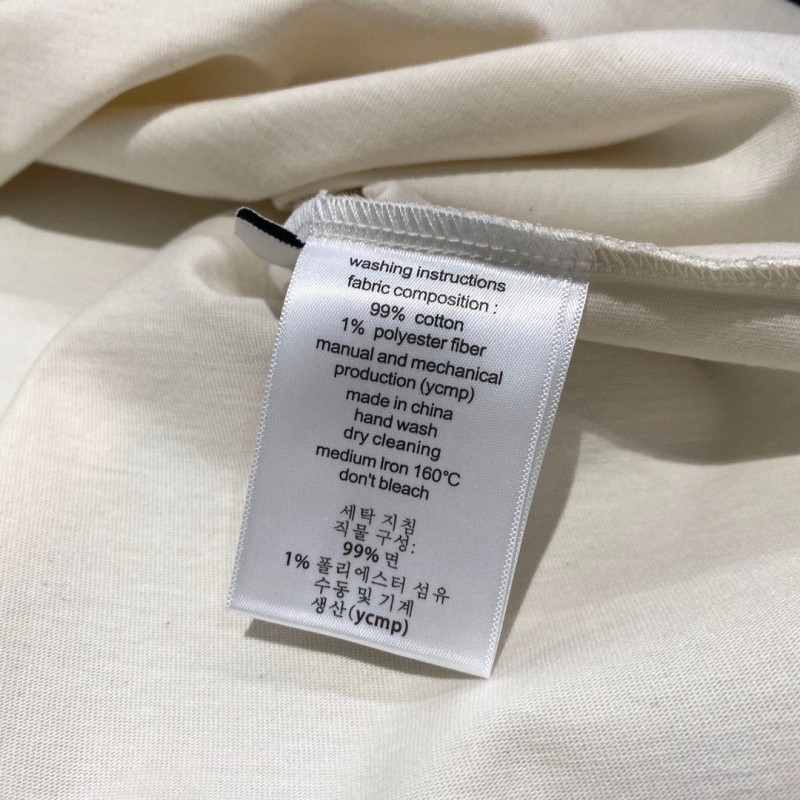 washing instructions
fabric composition :
99% cotton
1% polyester fiber
manual and mechanical
production (ycmp)
made in china
hand wash
dry cleaning
medium Iron 160°C
don't bleach
세탁 지침
직물 구성:
99% 면
1% 폴리에스터 섬유
수동 및 기계
생산(ycmp)